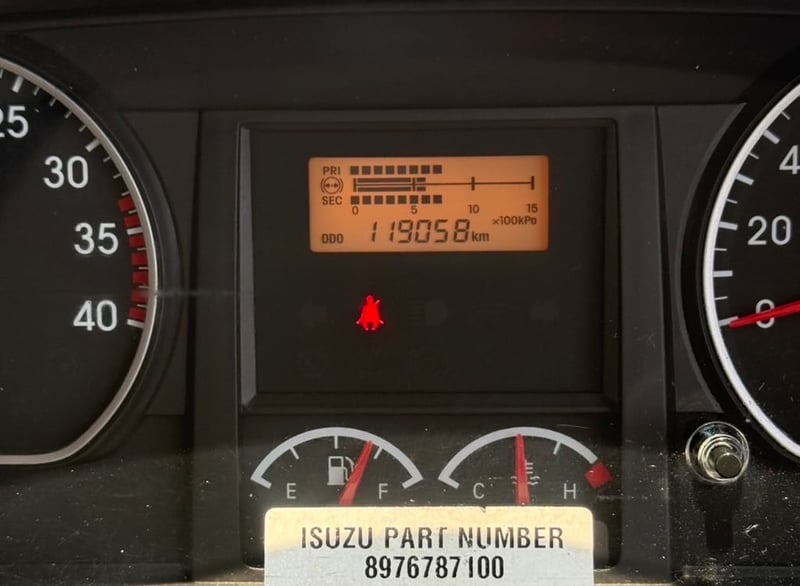 25
30
35
40
PRI
SEC
0 5 10 15
×100kPa
ODO 119058 km
20
0
E F
C H
ISUZU PART NUMBER
8976787100